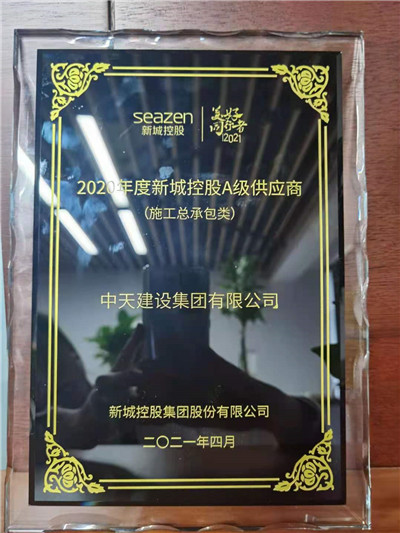 seazen
新城控股
美好
同行者
2021
2020年度新城控股A级供应商
(施工总承包类)
中天建设集团有限公司
新城控股集团股份有限公司
二〇二一年四月